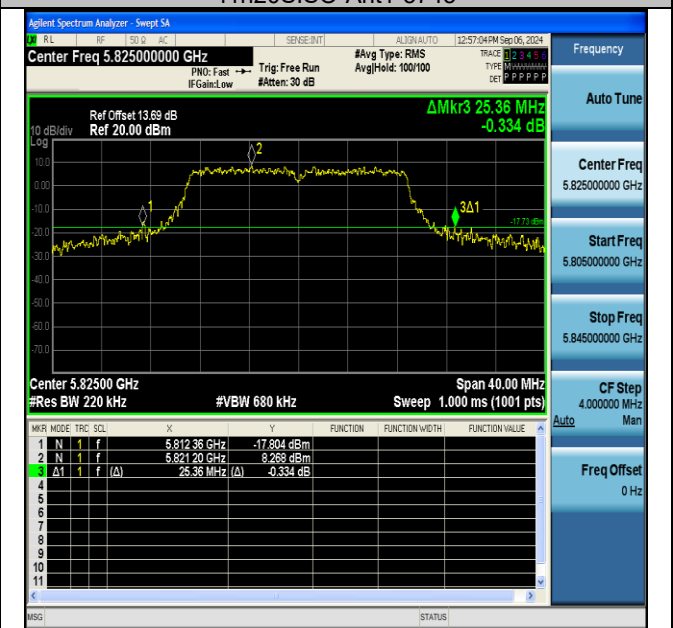 Agilent Spectrum Analyzer - Swept SA
RL RF 50 Ω AC SENSE:INT ALIGN AUTO 12:57:04 PM Sep 06, 2024
Center Freq 5.825000000 GHz
PNO: Fast
IFGain:Low
Trig: Free Run
#Atten: 30 dB
#Avg Type: RMS
Avg|Hold: 100/100
TRACE 1 2 3 4 5 6
TYPE M
DET P P P P P P
Frequency
Ref Offset 13.69 dB
10 dB/div Ref 20.00 dBm
ΔMkr3 25.36 MHz
-0.334 dB
Log
10.0
0.00
-10.0
-20.0
-30.0
-40.0
-50.0
-60.0
-70.0
1
2
3Δ1
-17.73 dBm
Center 5.82500 GHz Span 40.00 MHz
#Res BW 220 kHz #VBW 680 kHz Sweep 1.000 ms (1001 pts)
MKR MODE TRC SCL X Y FUNCTION FUNCTION WIDTH FUNCTION VALUE
1 N 1 f 5.812 36 GHz -17.804 dBm
2 N 1 f 5.821 20 GHz 8.268 dBm
3 Δ1 1 f (Δ) 25.36 MHz (Δ) -0.334 dB
4
5
6
7
8
9
10
11
Auto Tune
Center Freq
5.825000000 GHz
Start Freq
5.805000000 GHz
Stop Freq
5.845000000 GHz
CF Step
4.000000 MHz
Auto Man
Freq Offset
0 Hz
MSG STATUS